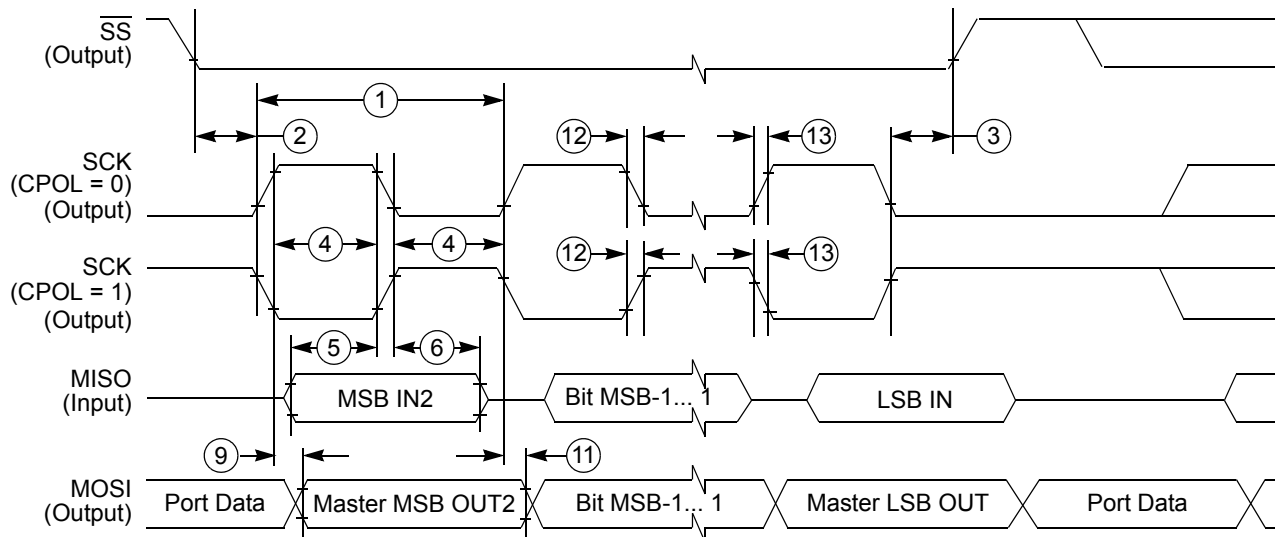 SS
(Output)
1
2
12
13
3
SCK
(CPOL = 0)
(Output)
4
4
SCK
(CPOL = 1)
(Output)
12
13
5
6
MISO
(Input)
MSB IN2
Bit MSB-1... 1
LSB IN
9
11
MOSI
(Output)
Port Data
Master MSB OUT2
Bit MSB-1... 1
Master LSB OUT
Port Data